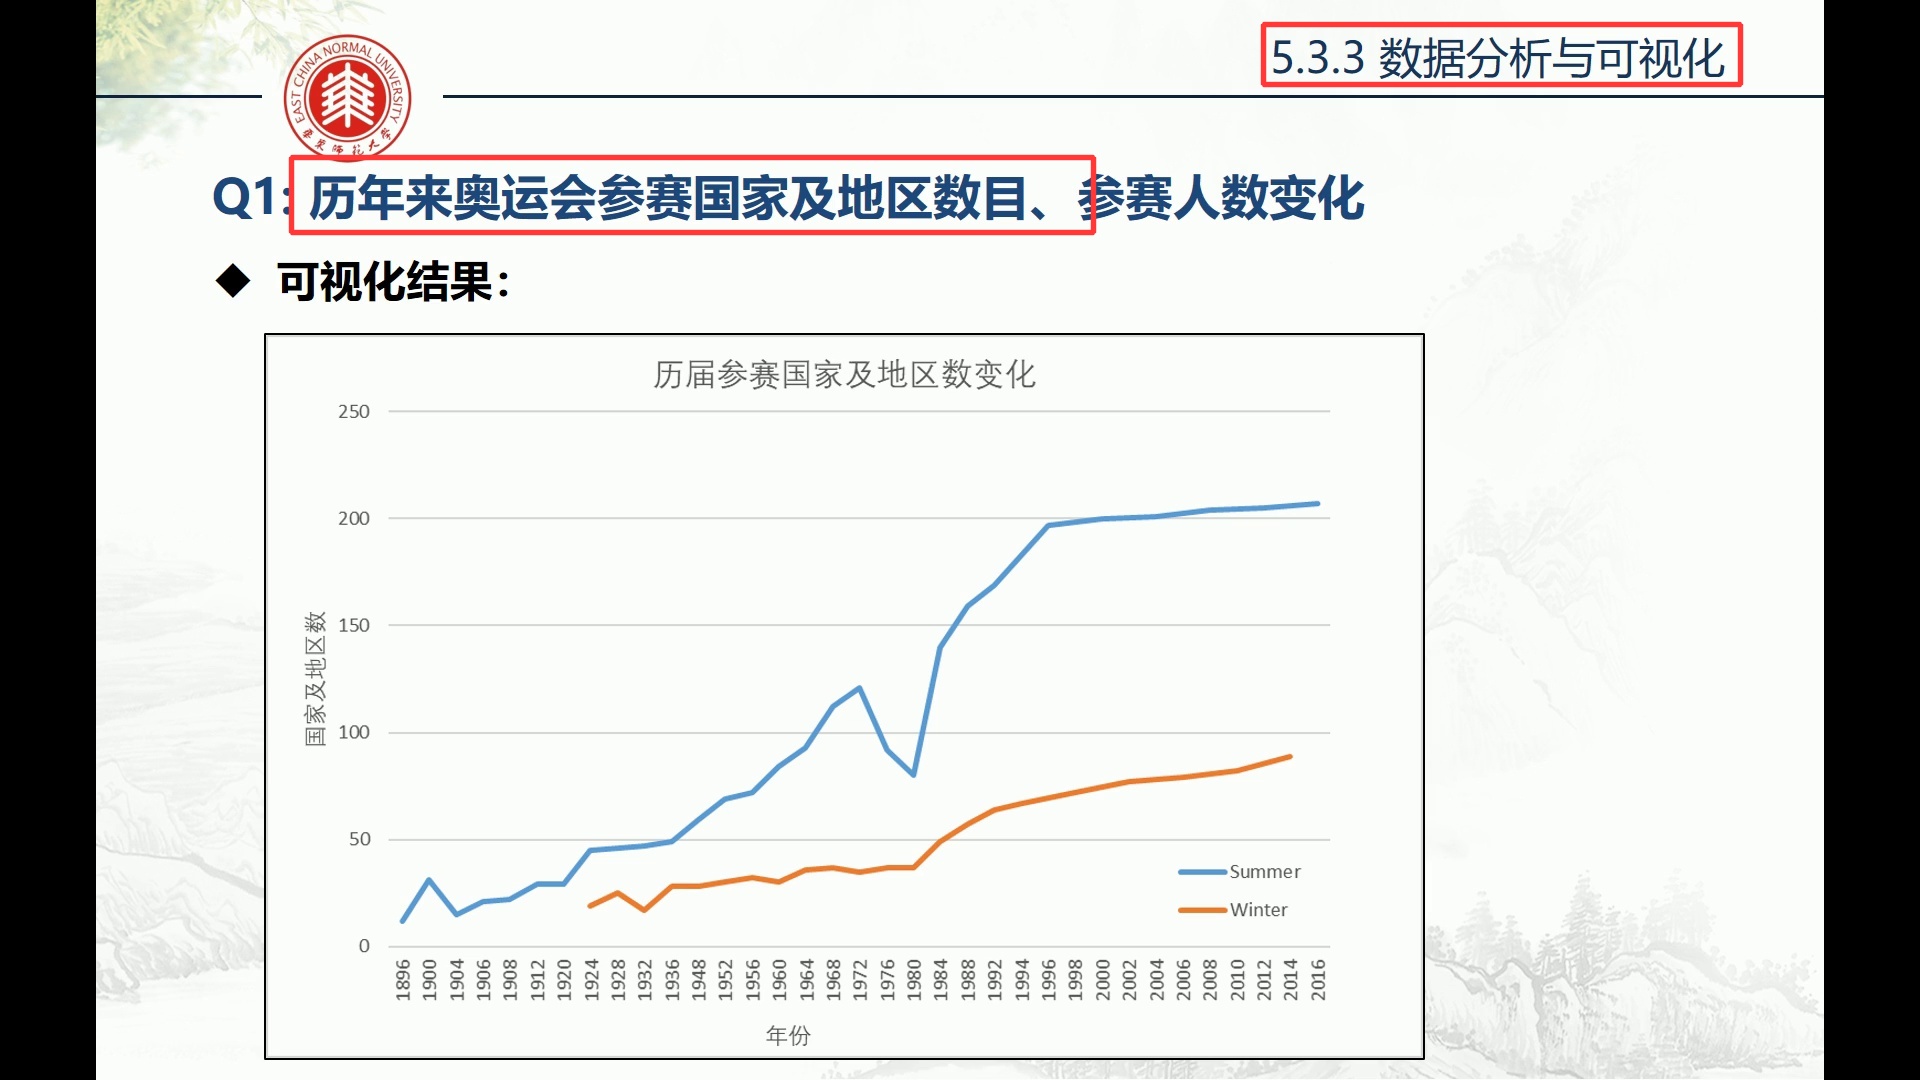 5.3.3 数据分析与可视化
EAST CHINA NORMAL UNIVERSITY
华东师范大学
Q1: 历年来奥运会参赛国家及地区数目、参赛人数变化
◆ 可视化结果：
历届参赛国家及地区数变化
250
200
150
100
50
0
国家及地区数
Summer
Winter
1896 1900 1904 1906 1908 1912 1920 1924 1928 1932 1936 1948 1952 1956 1960 1964 1968 1972 1976 1980 1984 1988 1992 1994 1996 1998 2000 2002 2004 2006 2008 2010 2012 2014 2016
年份